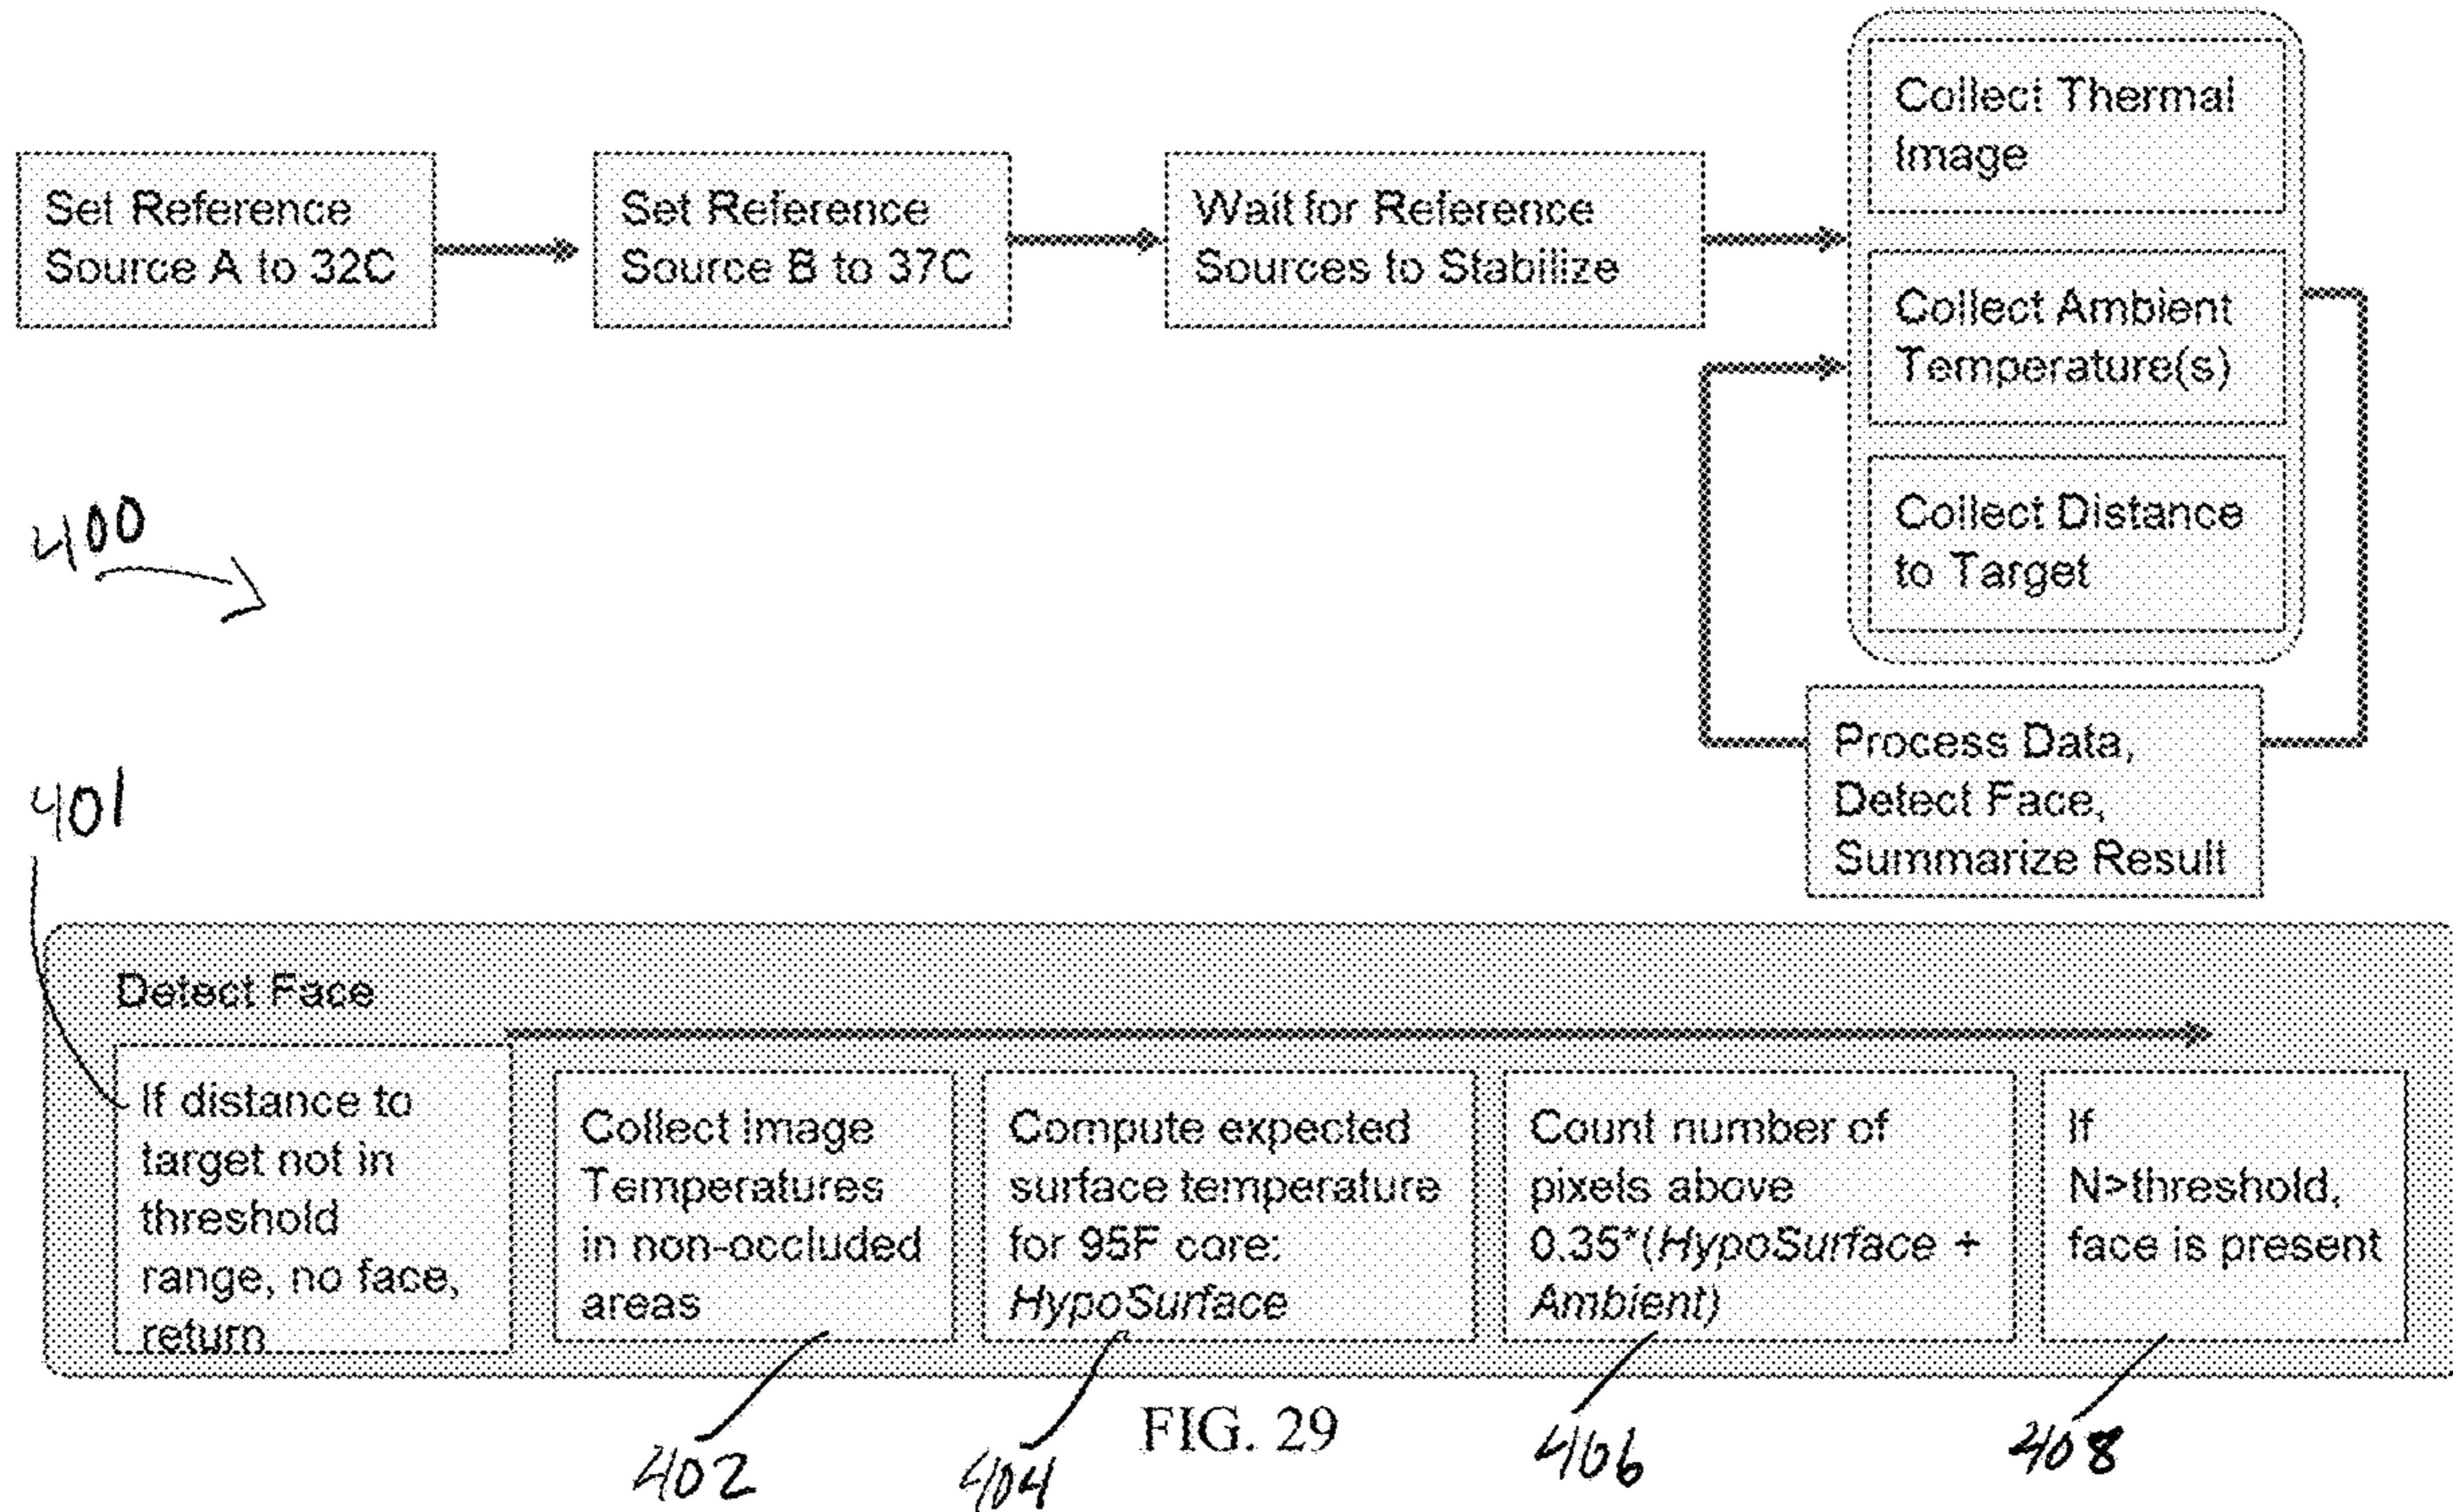 Set Reference
Source A to 32C
Set Reference
Source B to 37C
Wait for Reference
Sources to Stabilize
Collect Thermal
Image
Collect Ambient
Temperature(s)
Collect Distance
to Target
400
Process Data,
Detect Face,
Summarize Result
401
Detect Face
If distance to
target not in
threshold
range, no face,
return
Collect Image
Temperatures
in non-occluded
areas
Compute expected
surface temperature
for 95F core:
HypoSurface
Count number of
pixels above
0.35*(HypoSurface +
Ambient)
If
N>threshold,
face is present
402
404
FIG. 29
406
408